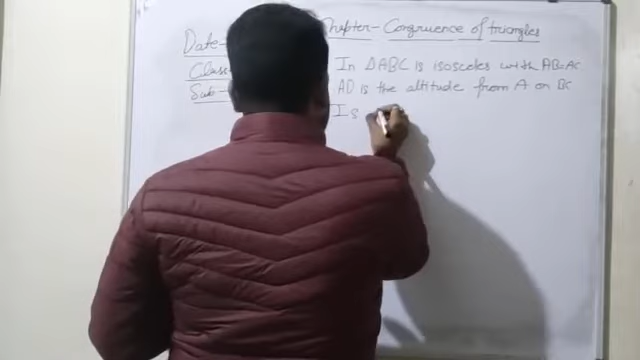 Date-
Chapter- Congruence of triangles
Class-
In ΔABC is isosceles with AB=AC
Sub-
AD is the altitude from A on BC
Is